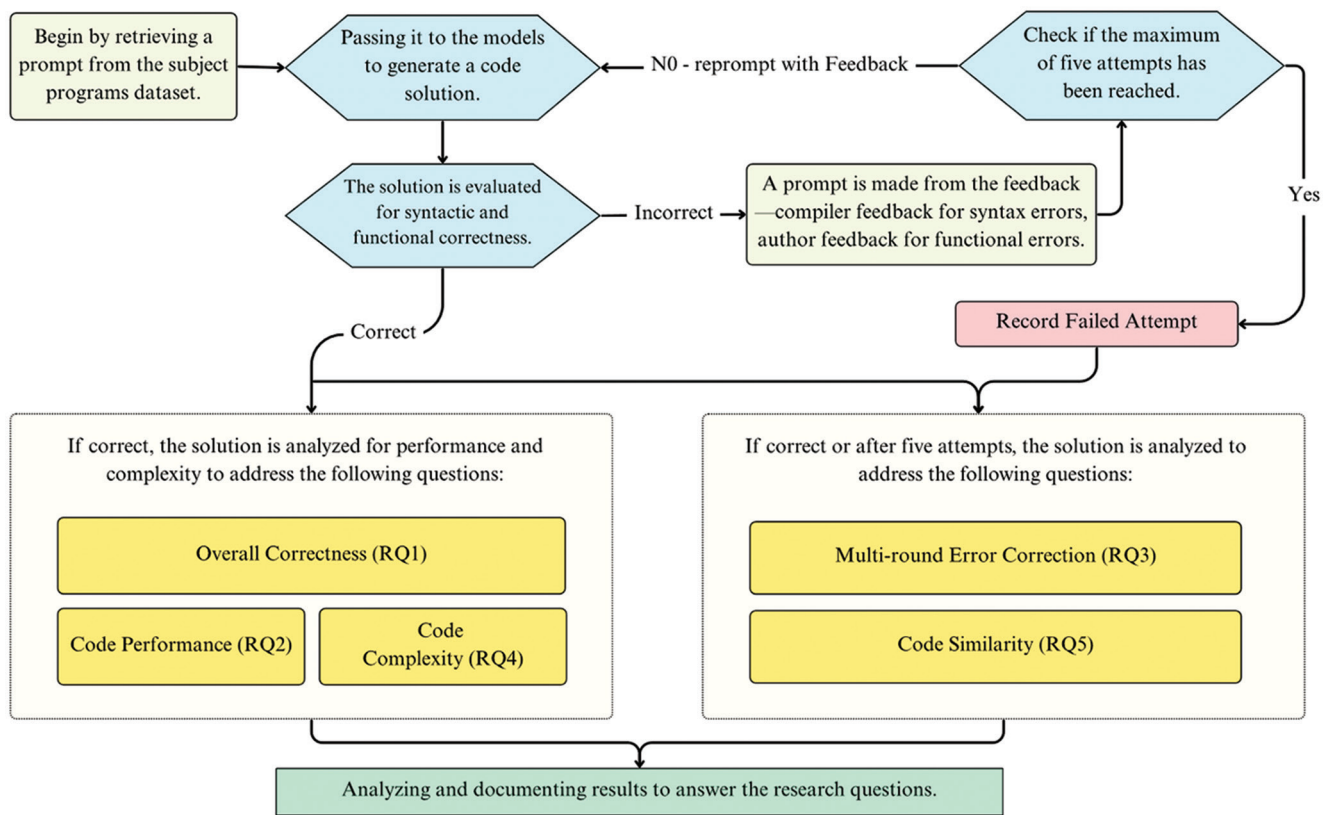 Begin by retrieving a
prompt from the subject
programs dataset.
Passing it to the models
to generate a code
solution.
N0 - reprompt with Feedback
Check if the maximum
of five attempts has
been reached.
The solution is evaluated
for syntactic and
functional correctness.
Incorrect
A prompt is made from the feedback
—compiler feedback for syntax errors,
author feedback for functional errors.
Yes
Correct
Record Failed Attempt
If correct, the solution is analyzed for performance and
complexity to address the following questions:
Overall Correctness (RQ1)
Code Performance (RQ2)
Code
Complexity (RQ4)
If correct or after five attempts, the solution is analyzed to
address the following questions:
Multi-round Error Correction (RQ3)
Code Similarity (RQ5)
Analyzing and documenting results to answer the research questions.